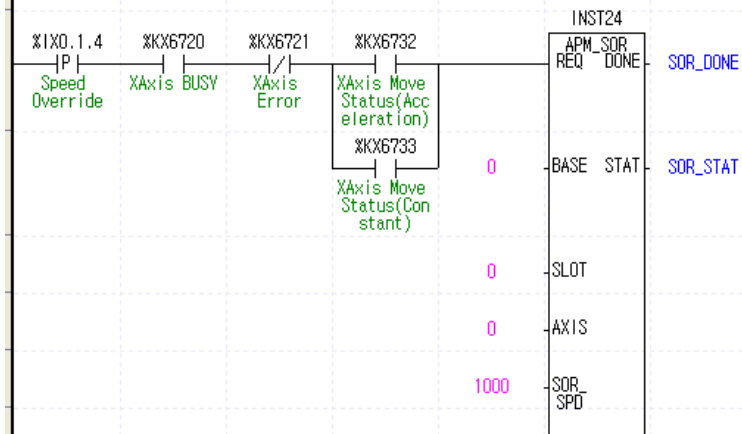 INST24
%IX0.1.4 %KX6720 %KX6721 %KX6732 APM_SOR
P REQ DONE SOR_DONE
Speed Override
XAxis BUSY
XAxis Error
XAxis Move Status(Acc eleration)
%KX6733
0 BASE STAT SOR_STAT
XAxis Move Status(Con stant)
0 SLOT
0 AXIS
1000 SOR_ SPD